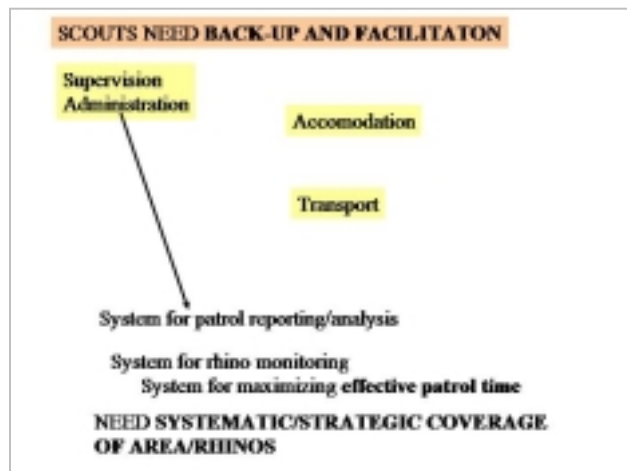 SCOUTS NEED BACK-UP AND FACILITATON
Supervision
Administration
Accomodation
Transport
System for patrol reporting/analysis
System for rhino monitoring
System for maximizing effective patrol time
NEED SYSTEMATIC/STRATEGIC COVERAGE
OF AREA/RHINOS